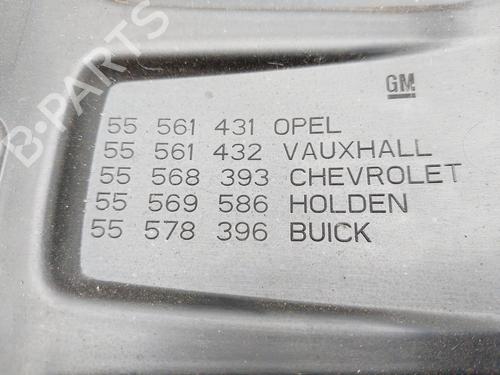 B-PARTS
GM
55 561 431 OPEL
55 561 432 VAUXHALL
55 568 393 CHEVROLET
55 569 586 HOLDEN
55 578 396 BUICK